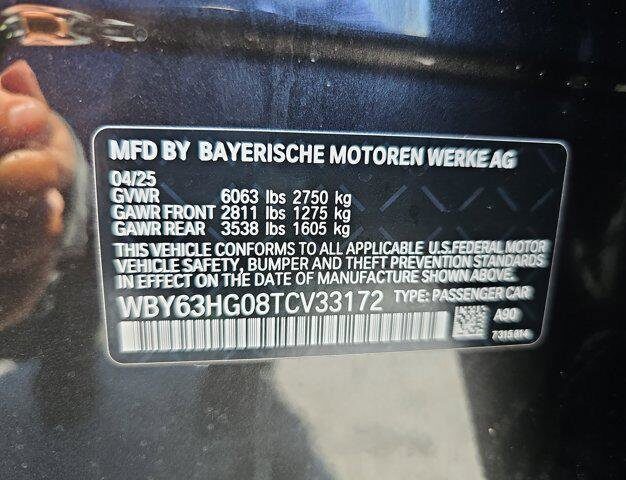 MFD BY BAYERISCHE MOTOREN WERKE AG
04/25
GVWR 6063 lbs 2750 kg
GAWR FRONT 2811 lbs 1275 kg
GAWR REAR 3538 lbs 1605 kg
THIS VEHICLE CONFORMS TO ALL APPLICABLE U.S.FEDERAL MOTOR
VEHICLE SAFETY, BUMPER AND THEFT PREVENTION STANDARDS
IN EFFECT ON THE DATE OF MANUFACTURE SHOWN ABOVE.
WBY63HG08TCV33172 TYPE: PASSENGER CAR
A90
7315814